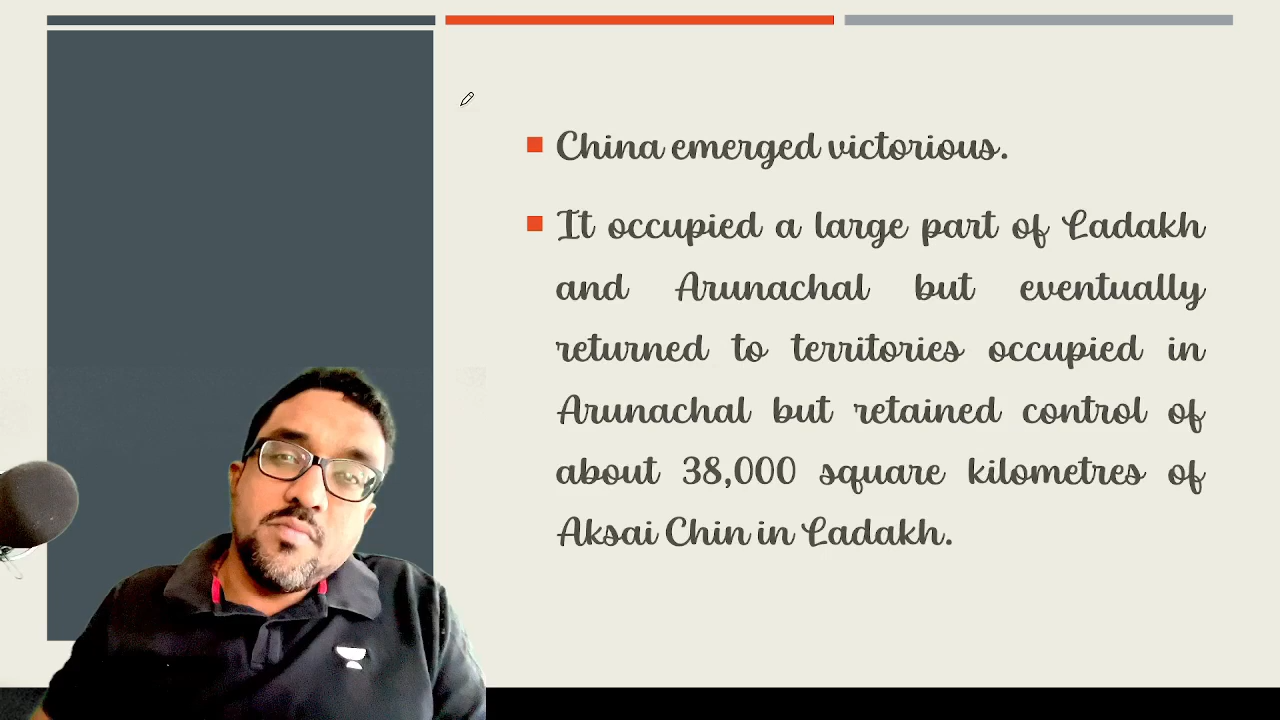 China emerged victorious.
It occupied a large part of Ladakh
and Arunachal but eventually
returned to territories occupied in
Arunachal but retained control of
about 38,000 square kilometres of
Aksai Chin in Ladakh.